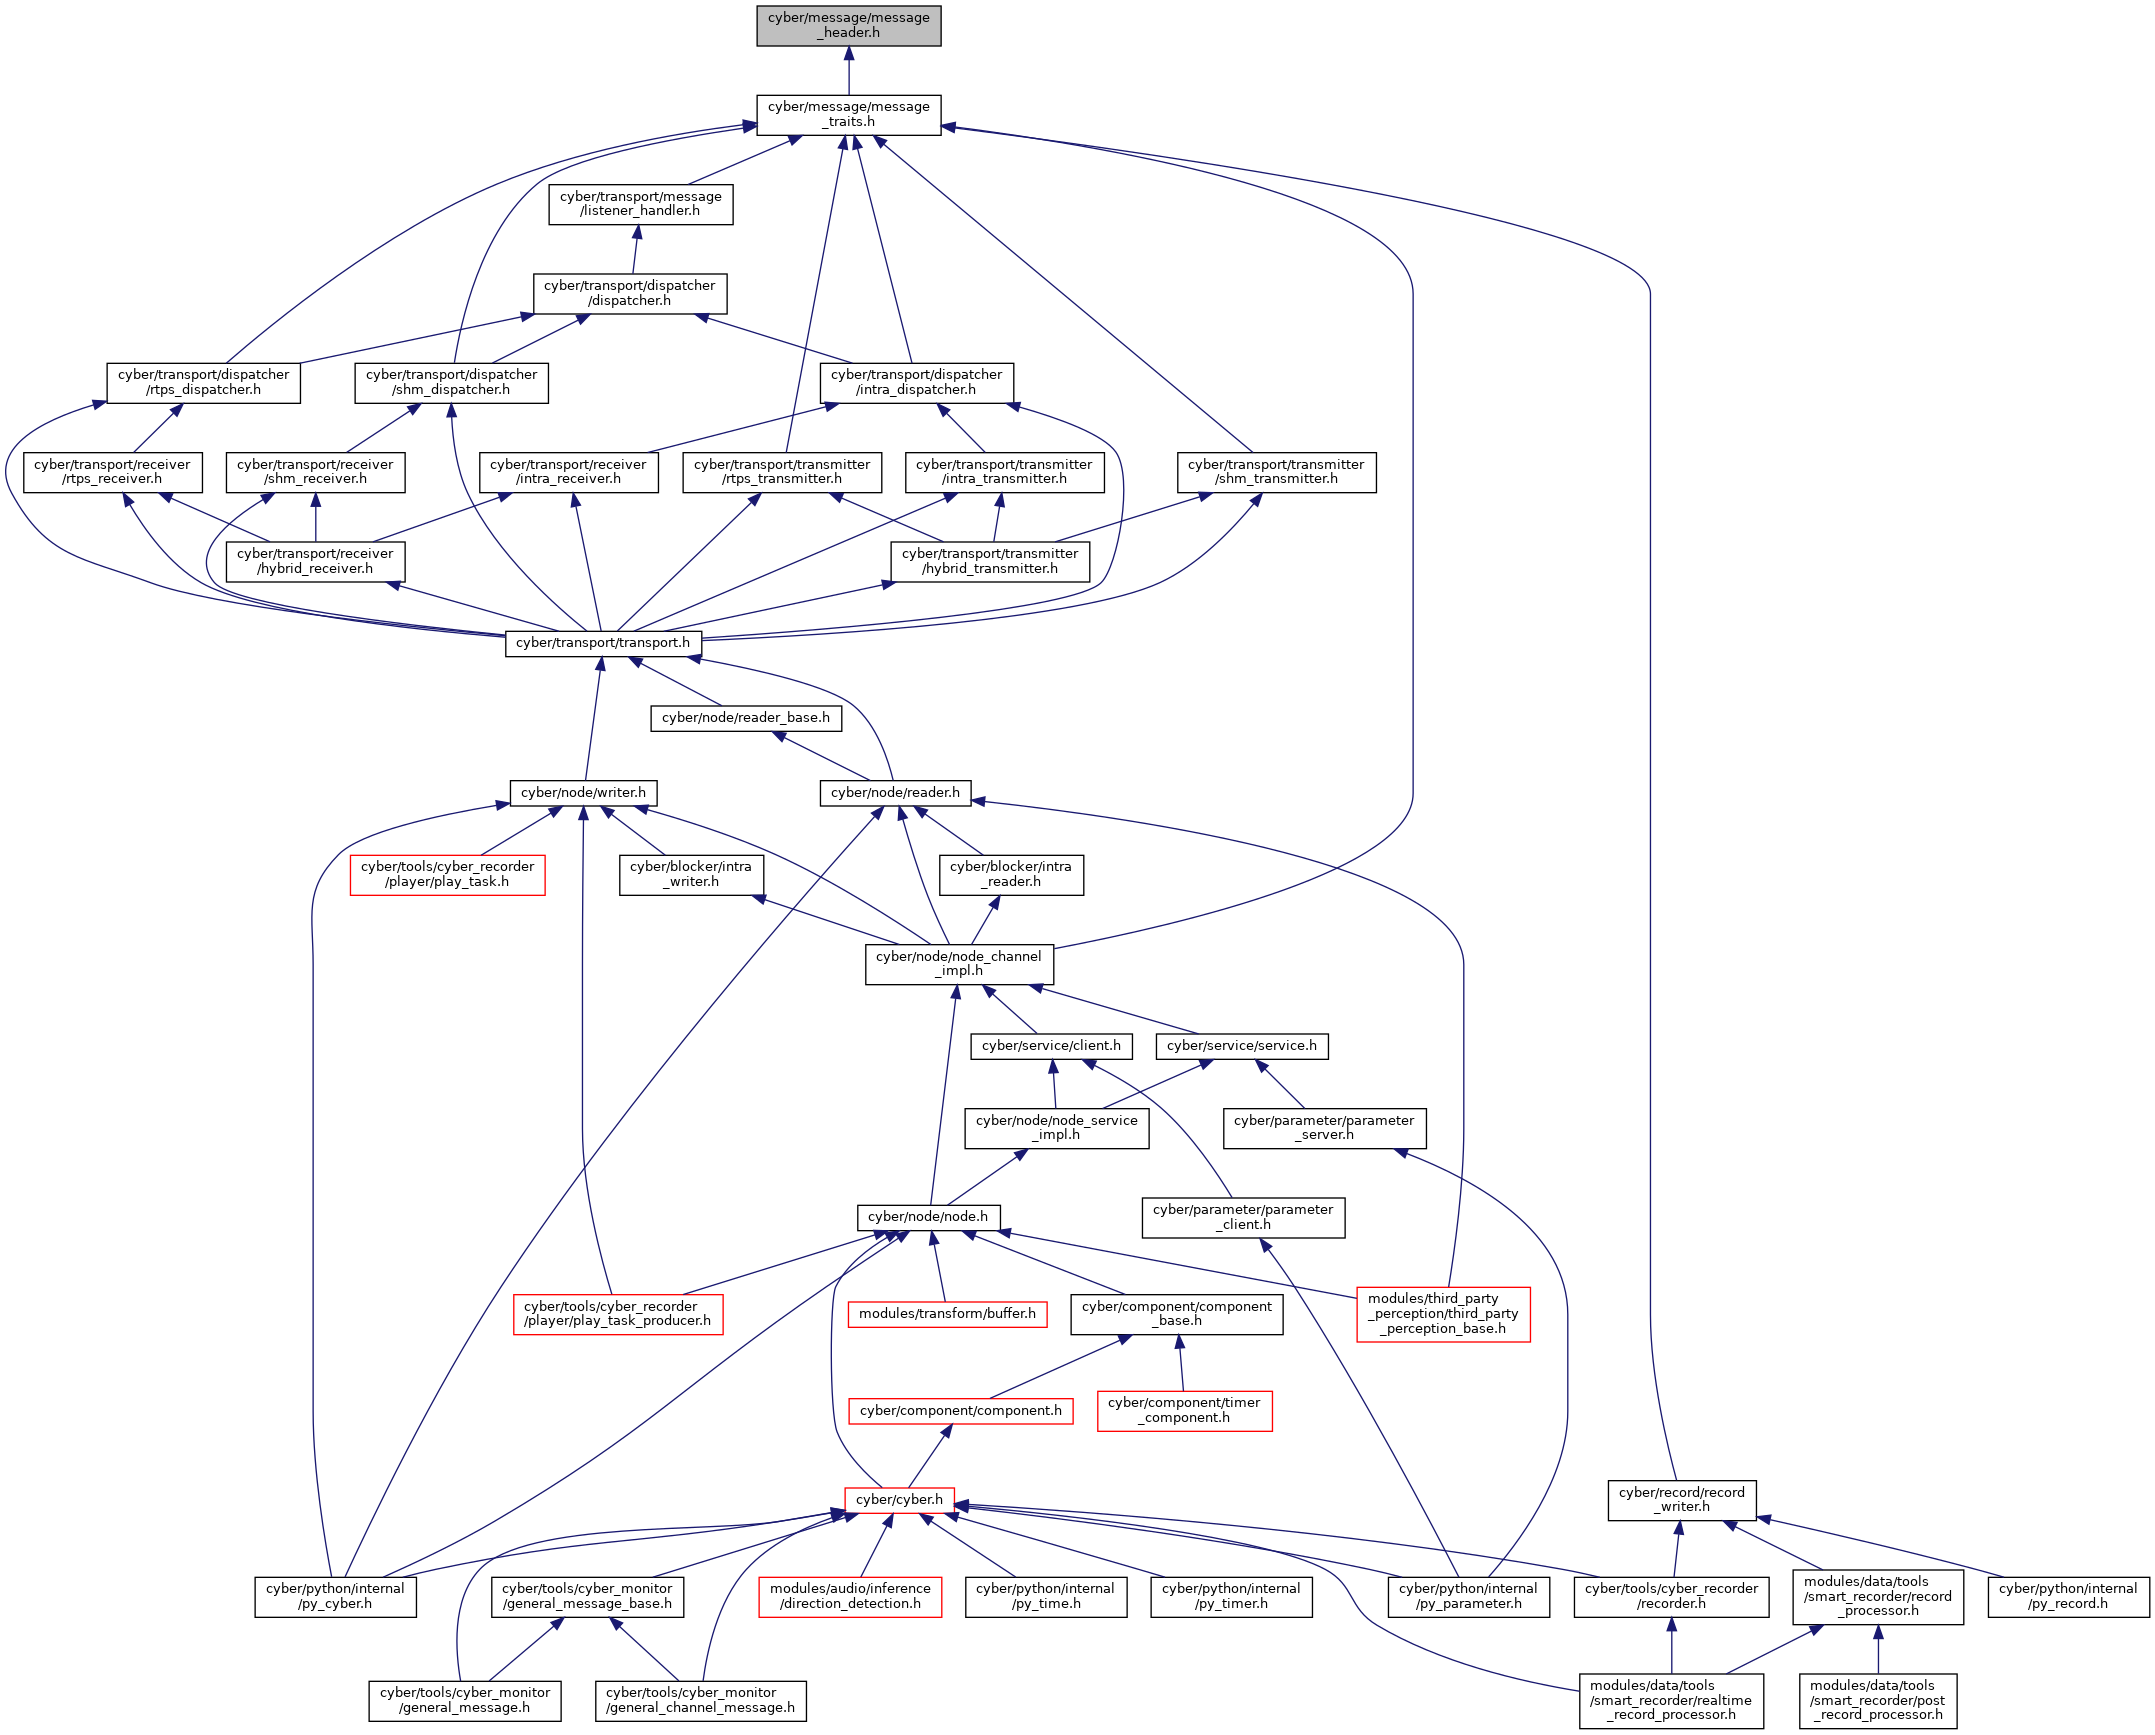 cyber/message/message
_header.h
cyber/message/message
_traits.h
cyber/transport/message
/listener_handler.h
cyber/transport/dispatcher
/dispatcher.h
cyber/transport/dispatcher
/rtps_dispatcher.h
cyber/transport/dispatcher
/shm_dispatcher.h
cyber/transport/dispatcher
/intra_dispatcher.h
cyber/transport/receiver
/rtps_receiver.h
cyber/transport/receiver
/shm_receiver.h
cyber/transport/receiver
/intra_receiver.h
cyber/transport/transmitter
/rtps_transmitter.h
cyber/transport/transmitter
/intra_transmitter.h
cyber/transport/transmitter
/shm_transmitter.h
cyber/transport/receiver
/hybrid_receiver.h
cyber/transport/transmitter
/hybrid_transmitter.h
cyber/transport/transport.h
cyber/node/reader_base.h
cyber/node/writer.h
cyber/node/reader.h
cyber/tools/cyber_recorder
/player/play_task.h
cyber/blocker/intra
_writer.h
cyber/blocker/intra
_reader.h
cyber/node/node_channel
_impl.h
cyber/service/client.h
cyber/service/service.h
cyber/node/node_service
_impl.h
cyber/parameter/parameter
_server.h
cyber/node/node.h
cyber/parameter/parameter
_client.h
cyber/tools/cyber_recorder
/player/play_task_producer.h
modules/transform/buffer.h
cyber/component/component
_base.h
modules/third_party
_perception/third_party
_perception_base.h
cyber/component/component.h
cyber/component/timer
_component.h
cyber/cyber.h
cyber/record/record
_writer.h
cyber/python/internal
/py_cyber.h
cyber/tools/cyber_monitor
/general_message_base.h
modules/audio/inference
/direction_detection.h
cyber/python/internal
/py_time.h
cyber/python/internal
/py_timer.h
cyber/python/internal
/py_parameter.h
cyber/tools/cyber_recorder
/recorder.h
modules/data/tools
/smart_recorder/record
_processor.h
cyber/python/internal
/py_record.h
cyber/tools/cyber_monitor
/general_message.h
cyber/tools/cyber_monitor
/general_channel_message.h
modules/data/tools
/smart_recorder/realtime
_record_processor.h
modules/data/tools
/smart_recorder/post
_record_processor.h